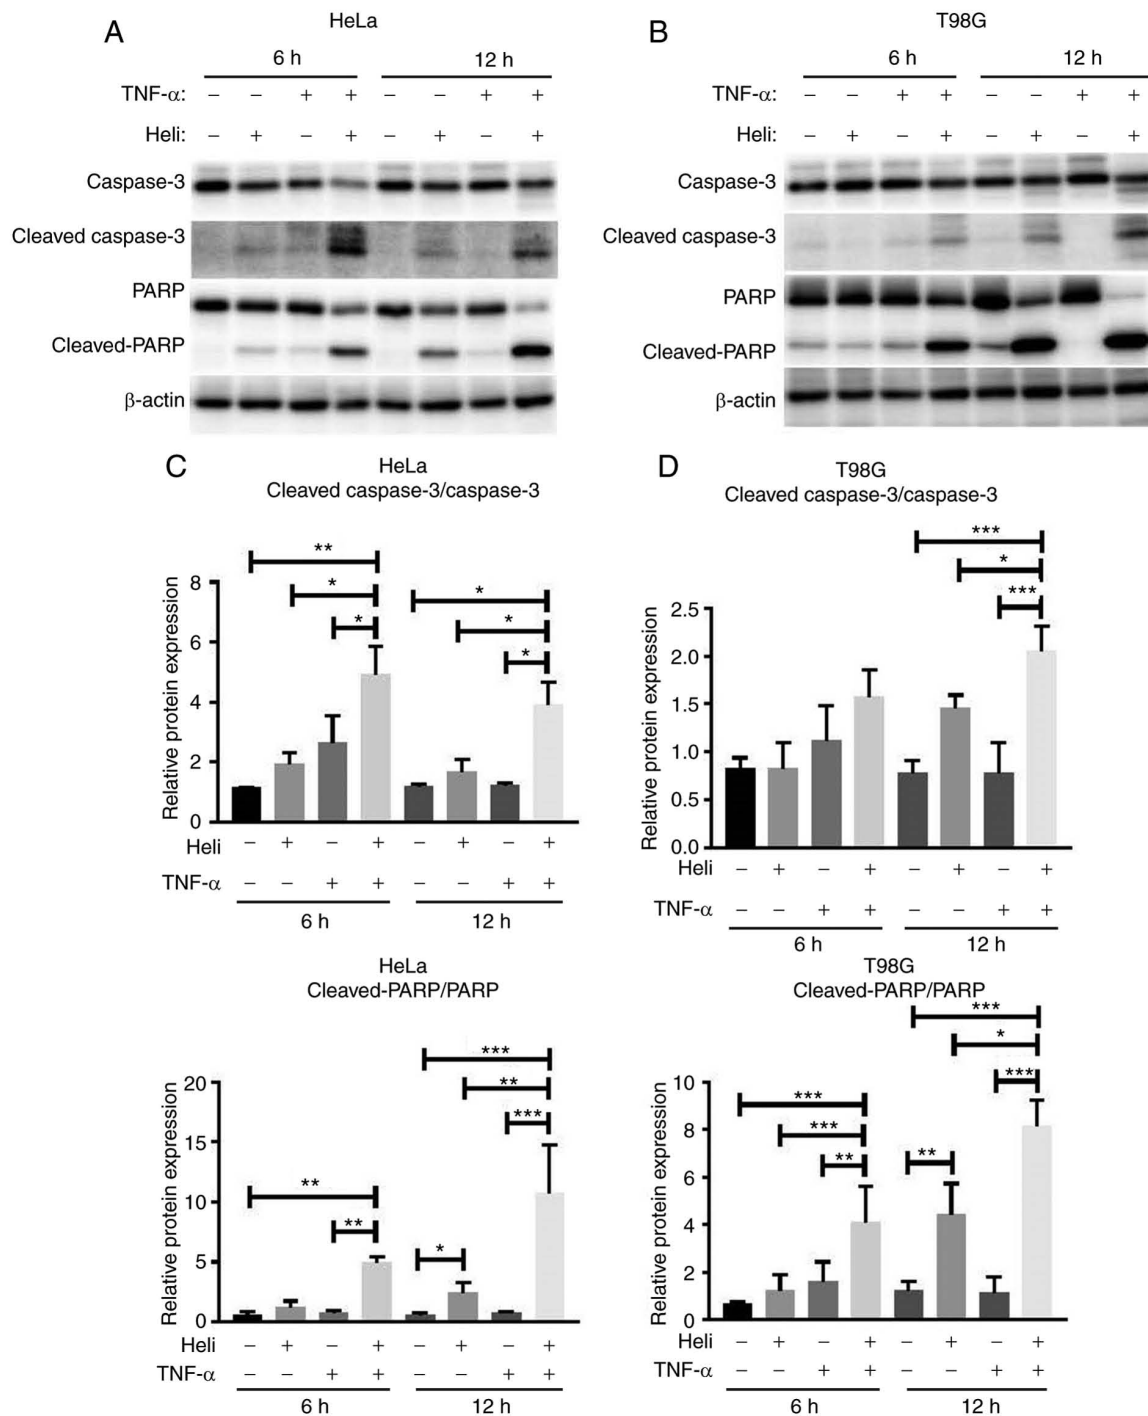 A
HeLa
6 h 12 h
TNF-α: – – + + – – + +
Heli: – + – + – + – +
Caspase-3
Cleaved caspase-3
PARP
Cleaved-PARP
β-actin
B
T98G
6 h 12 h
TNF-α: – – + + – – + +
Heli: – + – + – + – +
Caspase-3
Cleaved caspase-3
PARP
Cleaved-PARP
β-actin
C
HeLa
Cleaved caspase-3/caspase-3
Relative protein expression
8
6
4
2
0
**
*
*
*
*
*
Heli – + – + – + – +
TNF-α – – + + – – + +
6 h 12 h
D
T98G
Cleaved caspase-3/caspase-3
Relative protein expression
2.5
2.0
1.5
1.0
0.5
0.0
***
*
***
Heli – + – + – + – +
TNF-α – – + + – – + +
6 h 12 h
HeLa
Cleaved-PARP/PARP
Relative protein expression
20
15
10
5
0
**
**
*
***
**
***
Heli – + – + – + – +
TNF-α – – + + – – + +
6 h 12 h
T98G
Cleaved-PARP/PARP
Relative protein expression
10
8
6
4
2
0
***
***
**
**
***
*
***
Heli – + – + – + – +
TNF-α – – + + – – + +
6 h 12 h